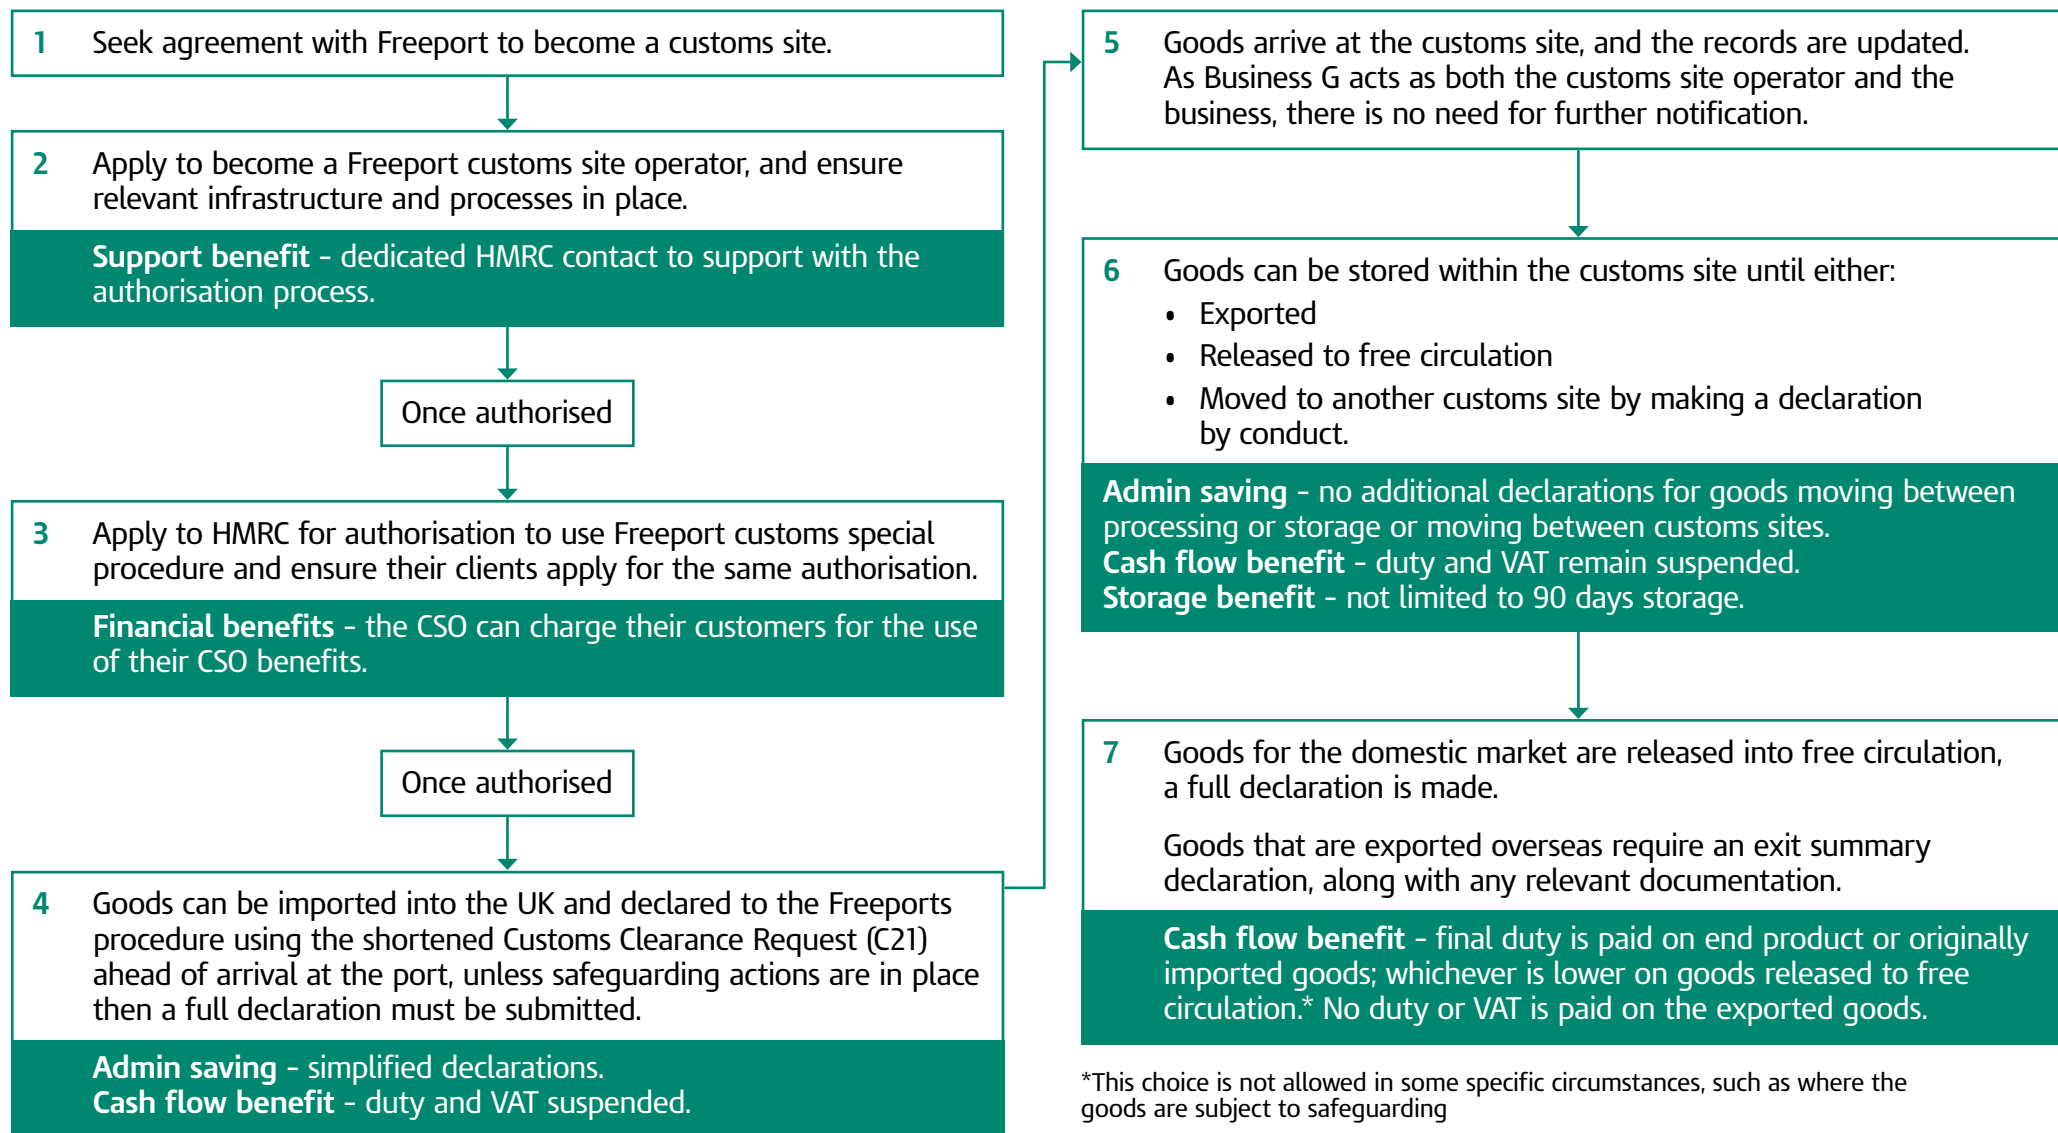 1 Seek agreement with Freeport to become a customs site.
2 Apply to become a Freeport customs site operator, and ensure
relevant infrastructure and processes in place.
Support benefit – dedicated HMRC contact to support with the
authorisation process.
Once authorised
3 Apply to HMRC for authorisation to use Freeport customs special
procedure and ensure their clients apply for the same authorisation.
Financial benefits – the CSO can charge their customers for the use
of their CSO benefits.
Once authorised
4 Goods can be imported into the UK and declared to the Freeports
procedure using the shortened Customs Clearance Request (C21)
ahead of arrival at the port, unless safeguarding actions are in place
then a full declaration must be submitted.
Admin saving – simplified declarations.
Cash flow benefit – duty and VAT suspended.
5 Goods arrive at the customs site, and the records are updated.
As Business G acts as both the customs site operator and the
business, there is no need for further notification.
6 Goods can be stored within the customs site until either:
• Exported
• Released to free circulation
• Moved to another customs site by making a declaration
by conduct.
Admin saving – no additional declarations for goods moving between
processing or storage or moving between customs sites.
Cash flow benefit – duty and VAT remain suspended.
Storage benefit – not limited to 90 days storage.
7 Goods for the domestic market are released into free circulation,
a full declaration is made.
Goods that are exported overseas require an exit summary
declaration, along with any relevant documentation.
Cash flow benefit – final duty is paid on end product or originally
imported goods; whichever is lower on goods released to free
circulation.* No duty or VAT is paid on the exported goods.
*This choice is not allowed in some specific circumstances, such as where the
goods are subject to safeguarding